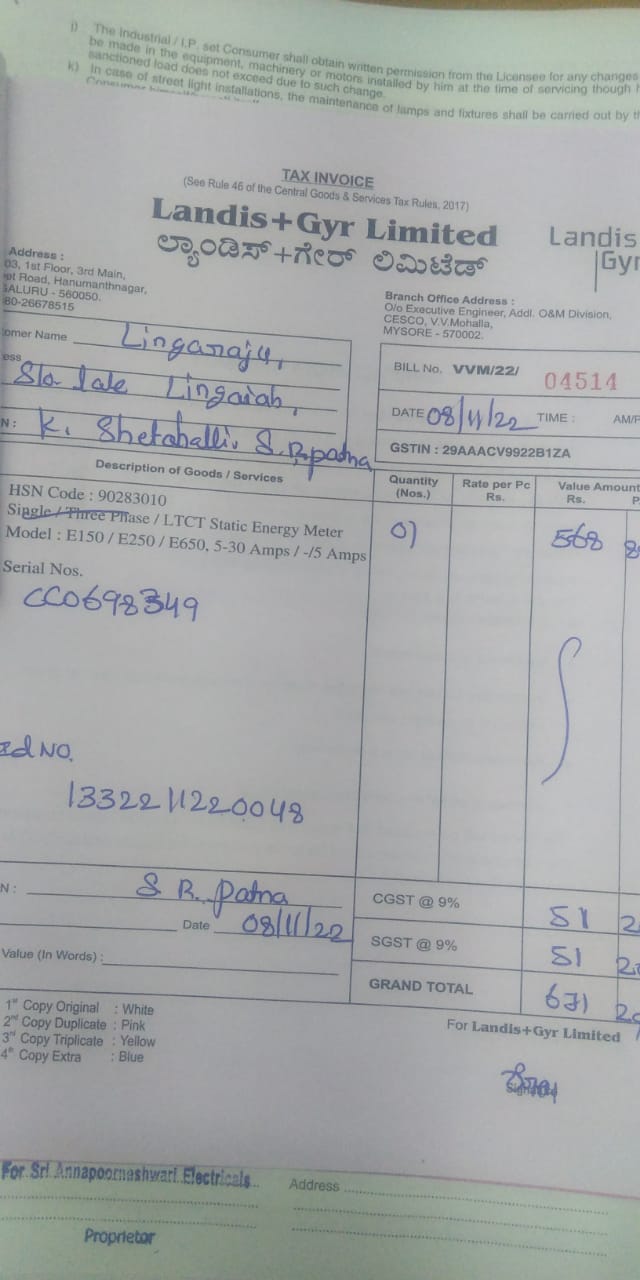 j) The Industrial / I.P. set Consumer shall obtain written permission from the Licensee for any changes
be made in the equipment, machinery or motors installed by him at the time of servicing though
sanctioned load does not exceed due to such change.
k) In case of street light installations, the maintenance of lamps and fixtures shall be carried out by
TAX INVOICE
(See Rule 46 of the Central Goods & Services Tax Rules, 2017)
Landis+Gyr Limited
ಲ್ಯಾಂಡಿಸ್+ಗೇರ್ ಲಿಮಿಟೆಡ್
Landis
Gyr
Address :
03, 1st Floor, 3rd Main,
Road, Hanumanthnagar,
GALURU - 560050.
80-26678515
Branch Office Address :
O/o Executive Engineer, Addl. O&M Division,
CESCO, V.V.Mohalla,
MYSORE - 570002.
omer Name Lingaraju,
ess S/o late Lingaiah,
N : K. Shetahalli, S.R.patna
BILL No. VVM/22/ 04514
DATE 08/11/22 TIME : AM/P
GSTIN : 29AAACV9922B1ZA
Description of Goods / Services Quantity (Nos.) Rate per Pc Rs. Value Amount Rs. P.
HSN Code : 90283010
Single / Three Phase / LTCT Static Energy Meter 01 568
Model : E150 / E250 / E650, 5-30 Amps / -/5 Amps
Serial Nos.
CC0698349
No.
1332211220048
N : S. R. patna
Date 08/11/22
Value (In Words) :
CGST @ 9% 51
SGST @ 9% 51
GRAND TOTAL 671
1st Copy Original : White
2nd Copy Duplicate : Pink
3rd Copy Triplicate : Yellow
4th Copy Extra : Blue
For Landis+Gyr Limited
For Sri Annapoorneshwari Electricals
Proprietor
Address